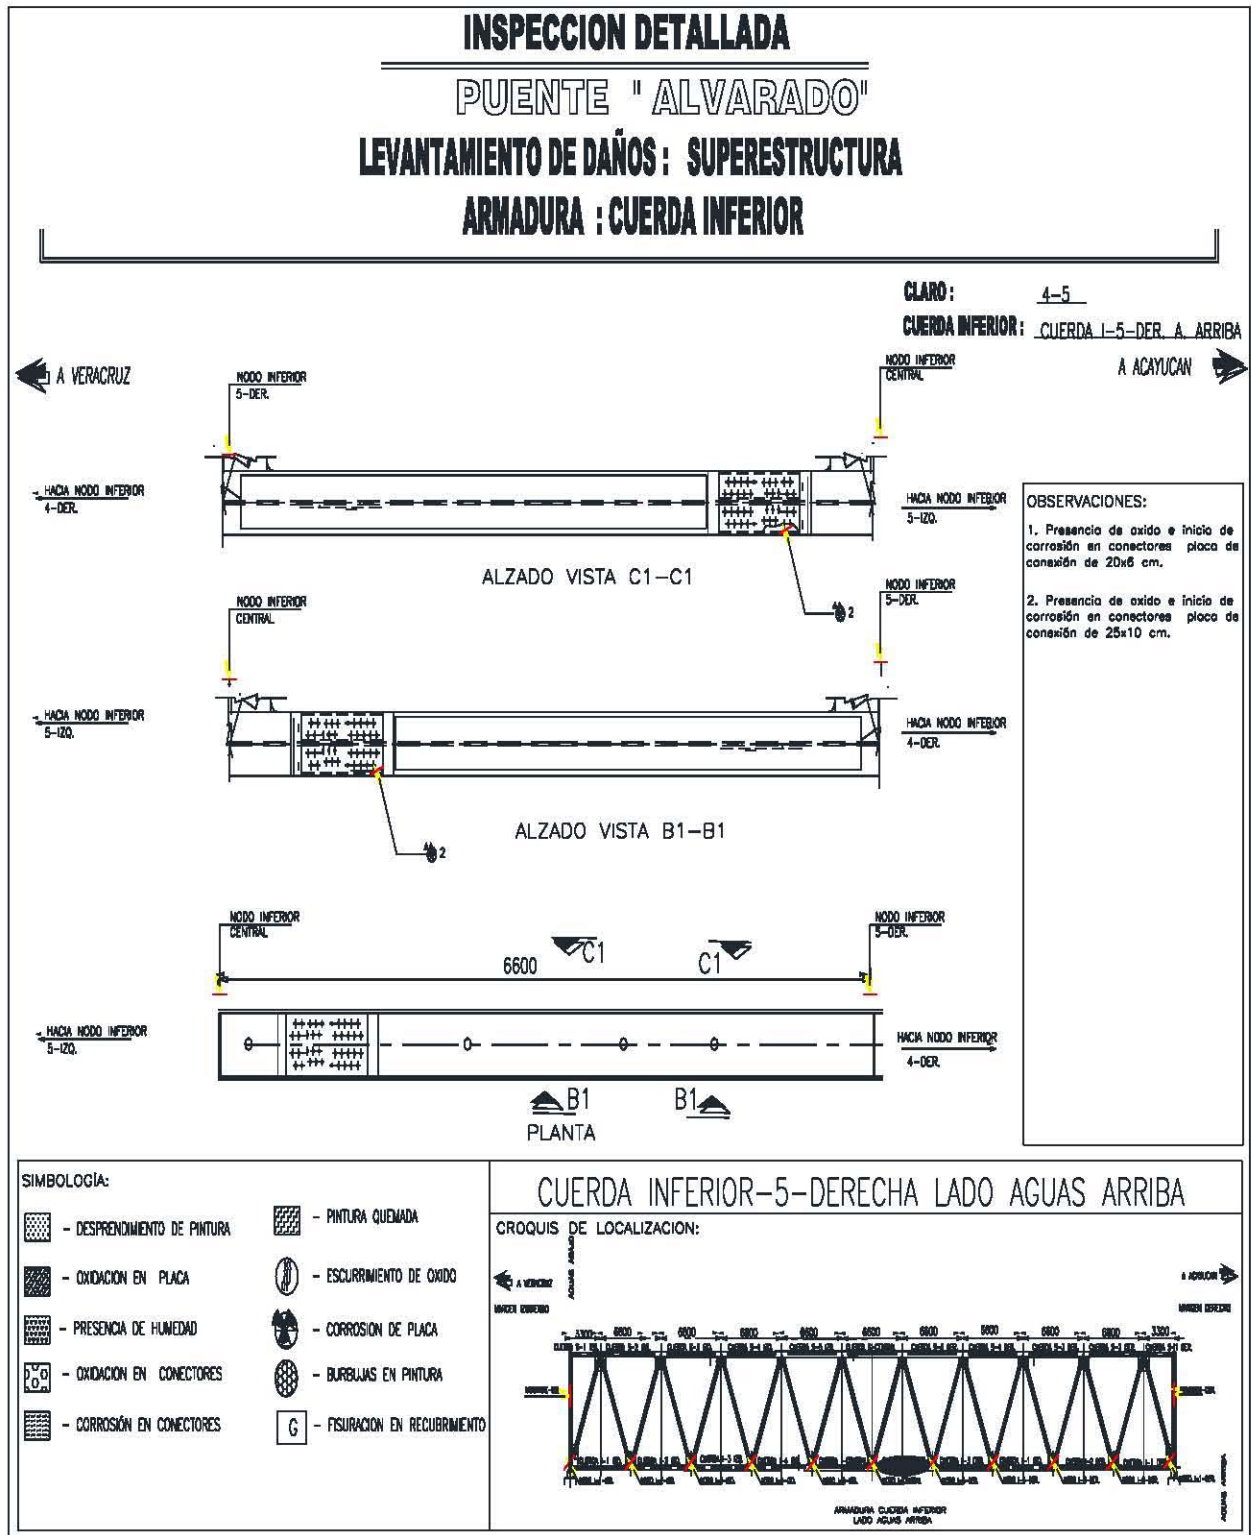 INSPECCION DETALLADA
PUENTE " ALVARADO"
LEVANTAMIENTO DE DAÑOS : SUPERESTRUCTURA
ARMADURA : CUERDA INFERIOR
CLARO : 4-5
CUERDA INFERIOR : CUERDA I-5-DER. A. ARRIBA
A VERACRUZ
A ACAYUCAN
NODO INFERIOR
5-DER.
NODO INFERIOR
CENTRAL
HACIA NODO INFERIOR
4-DER.
HACIA NODO INFERIOR
5-IZQ.
ALZADO VISTA C1-C1
2
OBSERVACIONES:
1. Presencia de oxido e inicio de
corrosión en conectores placa de
conexión de 20x6 cm.
2. Presencia de oxido e inicio de
corrosión en conectores placa de
conexión de 25x10 cm.
NODO INFERIOR
CENTRAL
NODO INFERIOR
5-DER.
HACIA NODO INFERIOR
5-IZQ.
HACIA NODO INFERIOR
4-DER.
ALZADO VISTA B1-B1
2
NODO INFERIOR
CENTRAL
NODO INFERIOR
5-DER.
C1
C1
6600
HACIA NODO INFERIOR
5-IZQ.
HACIA NODO INFERIOR
4-DER.
B1
B1
PLANTA
SIMBOLOGÍA:
- DESPRENDIMIENTO DE PINTURA
- OXIDACION EN PLACA
- PRESENCIA DE HUMEDAD
- OXIDACION EN CONECTORES
- CORROSIÓN EN CONECTORES
- PINTURA QUEMADA
- ESCURRIMIENTO DE OXIDO
- CORROSION DE PLACA
- BURBUJAS EN PINTURA
G - FISURACION EN RECUBRIMIENTO
CUERDA INFERIOR-5-DERECHA LADO AGUAS ARRIBA
CROQUIS DE LOCALIZACION:
AGUAS ABAJO
A VERACRUZ
A ACAYUCAN
MARGEN IZQUIERDO
MARGEN DERECHO
3300 6600 6600 6600 6600 6600 6600 6600 6600 6600 3300
AGUAS ARRIBA
ARMADURA CUERDA INFERIOR
LADO AGUAS ARRIBA